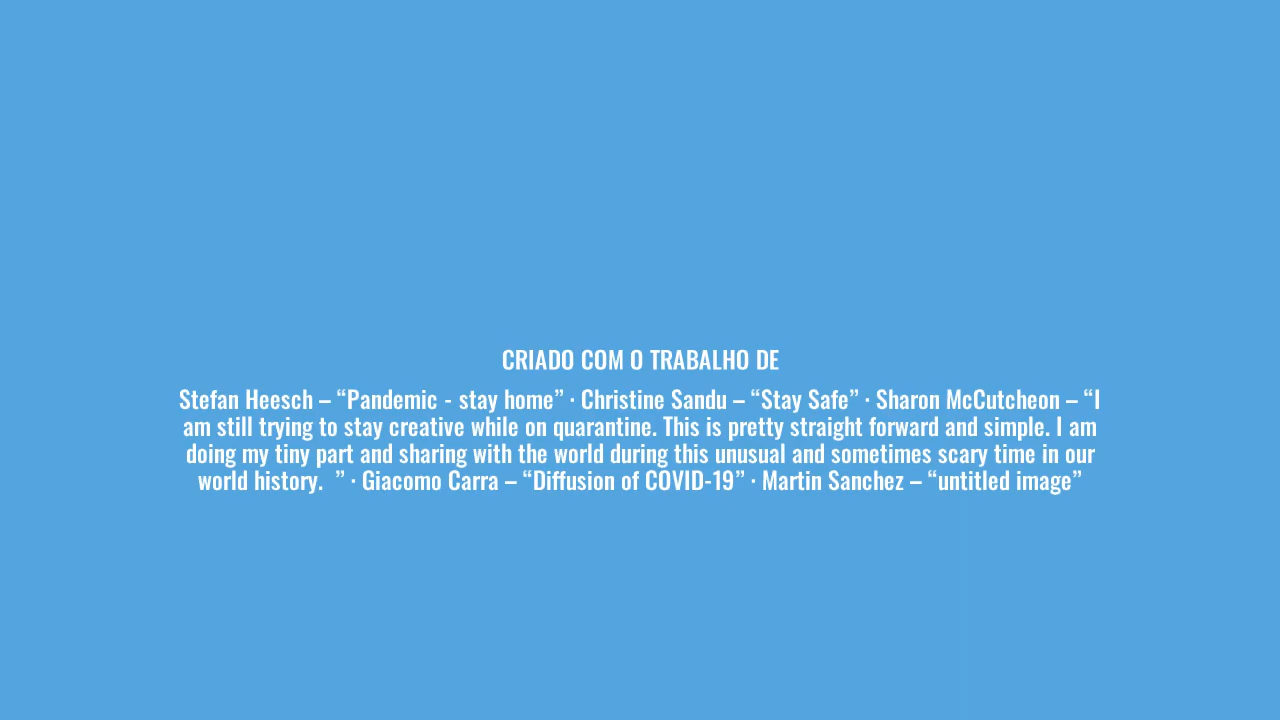 CRIADO COM O TRABALHO DE
Stefan Heesch – “Pandemic - stay home” · Christine Sandu – “Stay Safe” · Sharon McCutcheon – “I
am still trying to stay creative while on quarantine. This is pretty straight forward and simple. I am
doing my tiny part and sharing with the world during this unusual and sometimes scary time in our
world history.  ” · Giacomo Carra – “Diffusion of COVID-19” · Martin Sanchez – “untitled image”